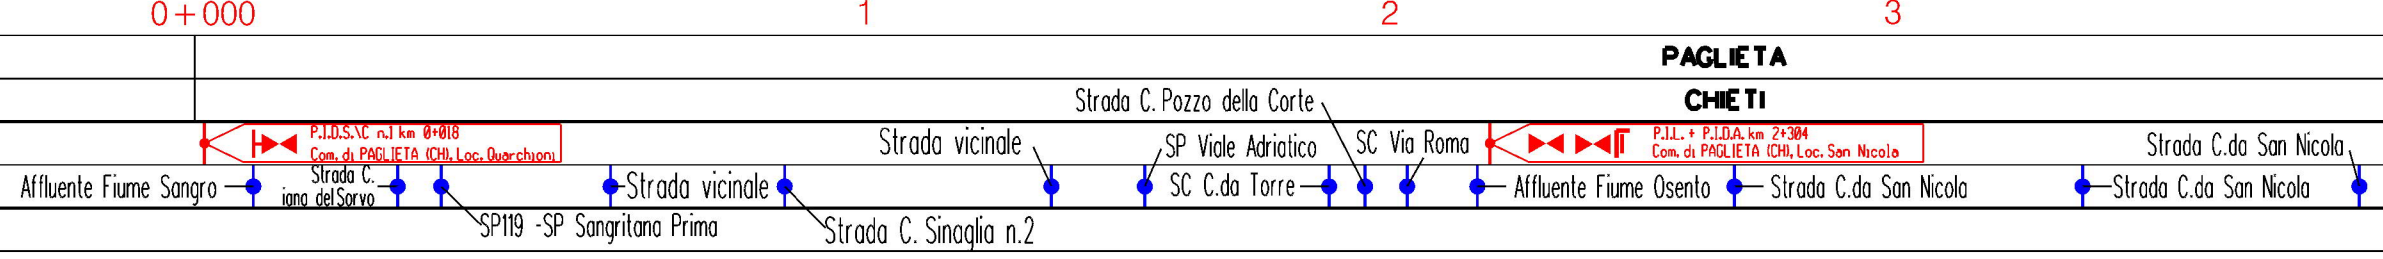 0+000 1 2 3
PAGLIETA
Strada C. Pozzo della Corte CHIETI
P.I.D.S.\C n.1 km 0+018
Com. di PAGLIETA (CH), Loc. Quarchioni
Strada vicinale
SP Viale Adriatico
SC Via Roma
P.I.L. + P.I.D.A. km 2+304
Com. di PAGLIETA (CH), Loc. San Nicola
Strada C.da San Nicola
Affluente Fiume Sangro
Strada C.
iana del Sorvo
Strada vicinale
SC C.da Torre
Affluente Fiume Osento
Strada C.da San Nicola
Strada C.da San Nicola
SP119 -SP Sangritana Prima
Strada C. Sinaglia n.2